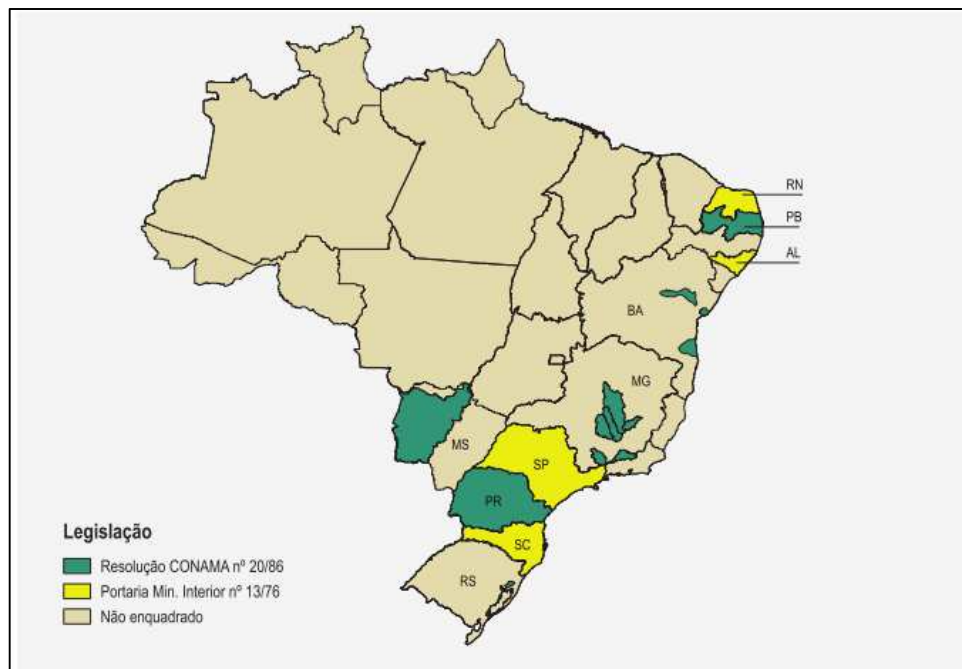 RN
PB
AL
BA
MG
MS
SP
PR
SC
RS
Legislação
Resolução CONAMA nº 20/86
Portaria Min. Interior nº 13/76
Não enquadrado